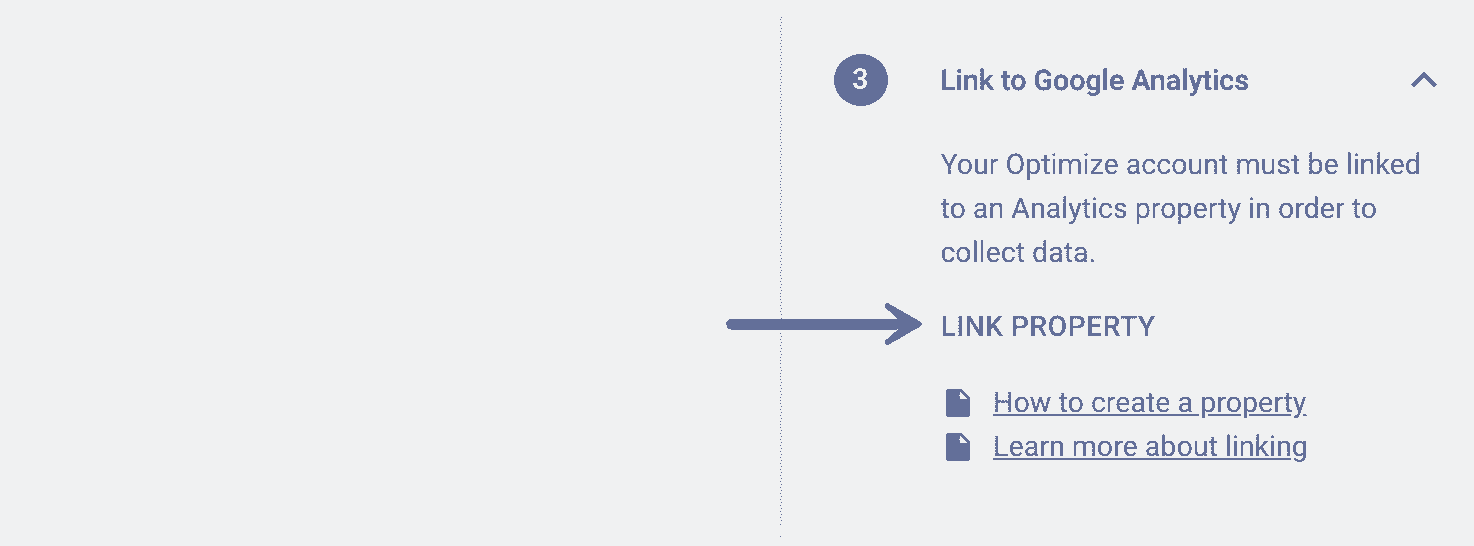 3 Link to Google Analytics
Your Optimize account must be linked
to an Analytics property in order to
collect data.
LINK PROPERTY
How to create a property
Learn more about linking